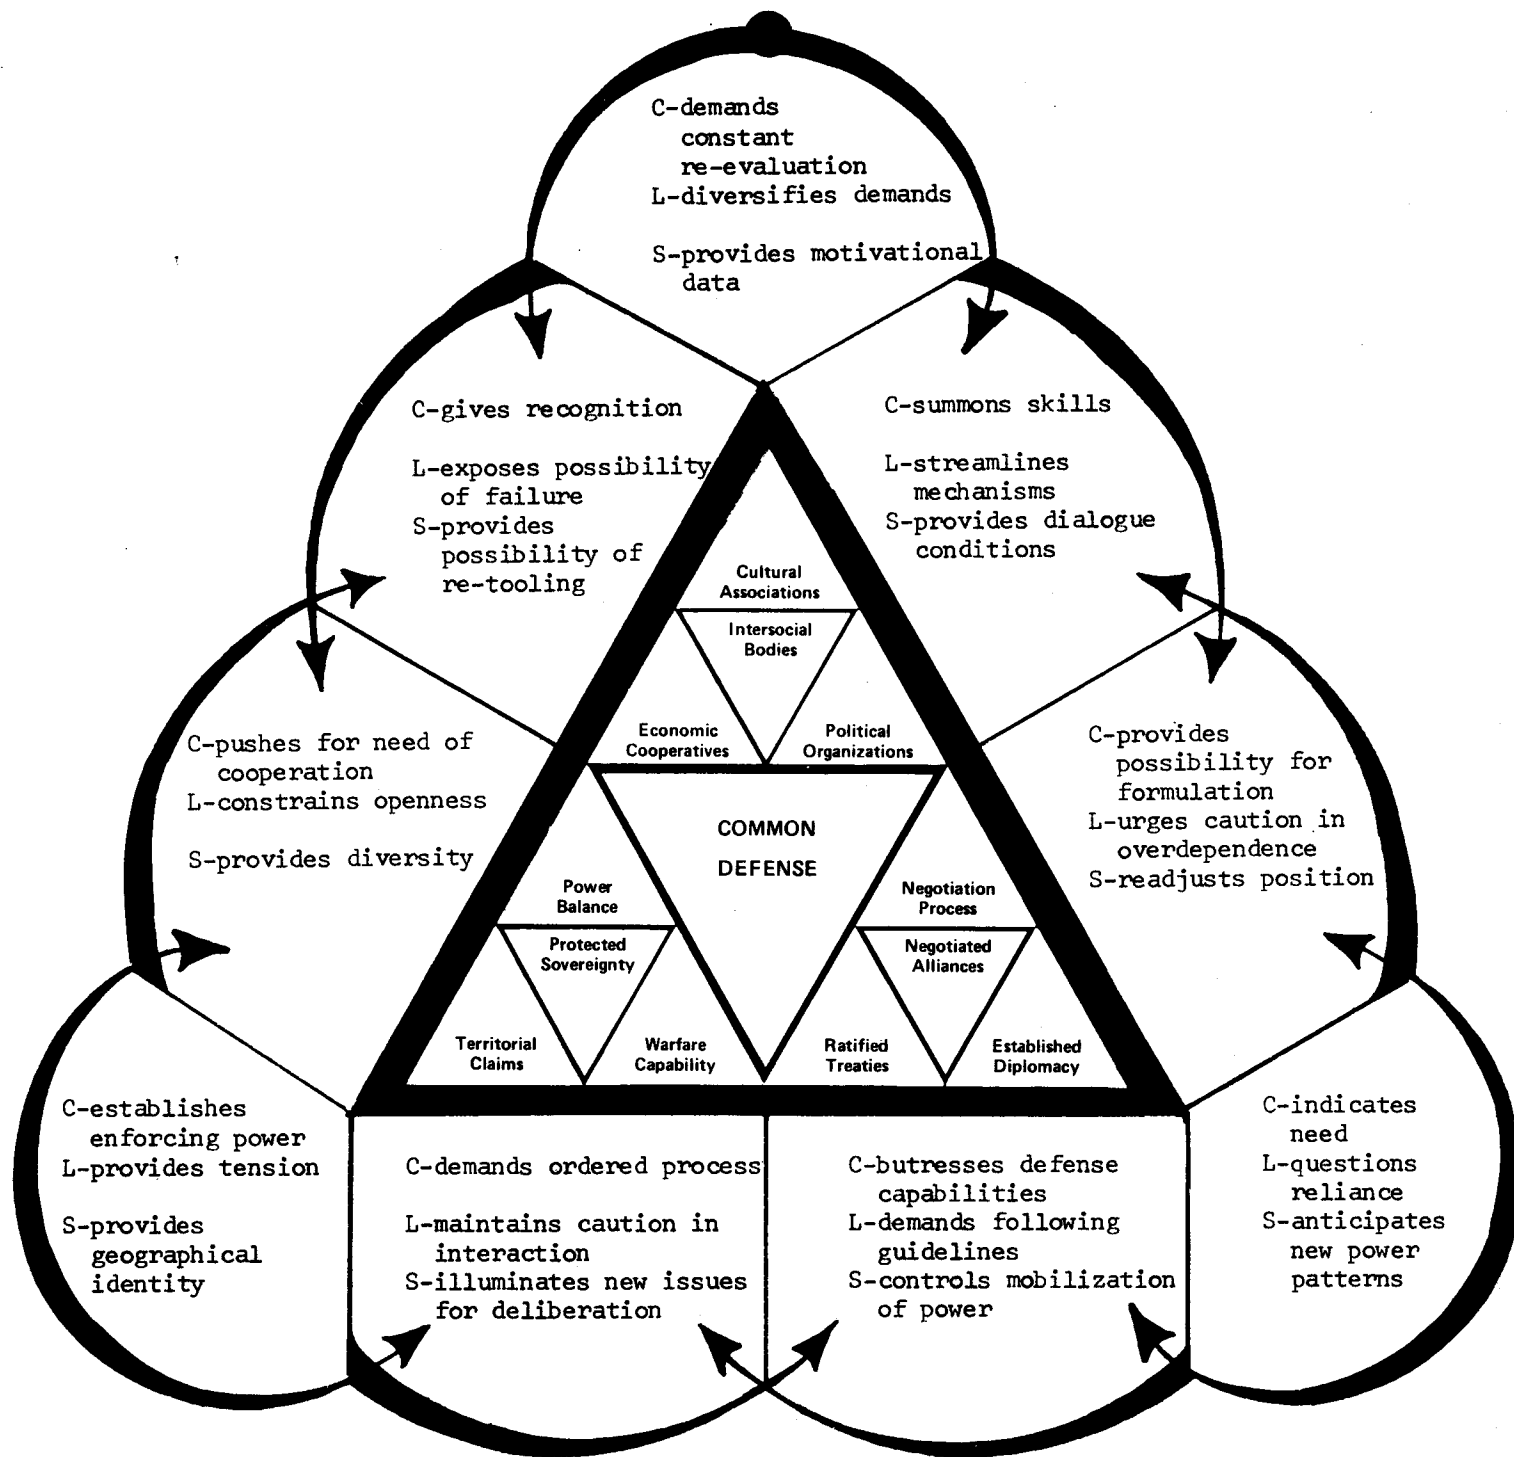 C-demands
constant
re-evaluation
L-diversifies demands
S-provides motivational
data
C-gives recognition
L-exposes possibility
of failure
S-provides
possibility of
re-tooling
C-summons skills
L-streamlines
mechanisms
S-provides dialogue
conditions
Cultural
Associations
Intersocial
Bodies
Economic
Cooperatives
Political
Organizations
C-pushes for need of
cooperation
L-constrains openness
S-provides diversity
COMMON
DEFENSE
C-provides
possibility for
formulation
L-urges caution in
overdependence
S-readjusts position
Power
Balance
Protected
Sovereignty
Territorial
Claims
Warfare
Capability
Negotiation
Process
Negotiated
Alliances
Ratified
Treaties
Established
Diplomacy
C-establishes
enforcing power
L-provides tension
S-provides
geographical
identity
C-demands ordered process
L-maintains caution in
interaction
S-illuminates new issues
for deliberation
C-butresses defense
capabilities
L-demands following
guidelines
S-controls mobilization
of power
C-indicates
need
L-questions
reliance
S-anticipates
new power
patterns